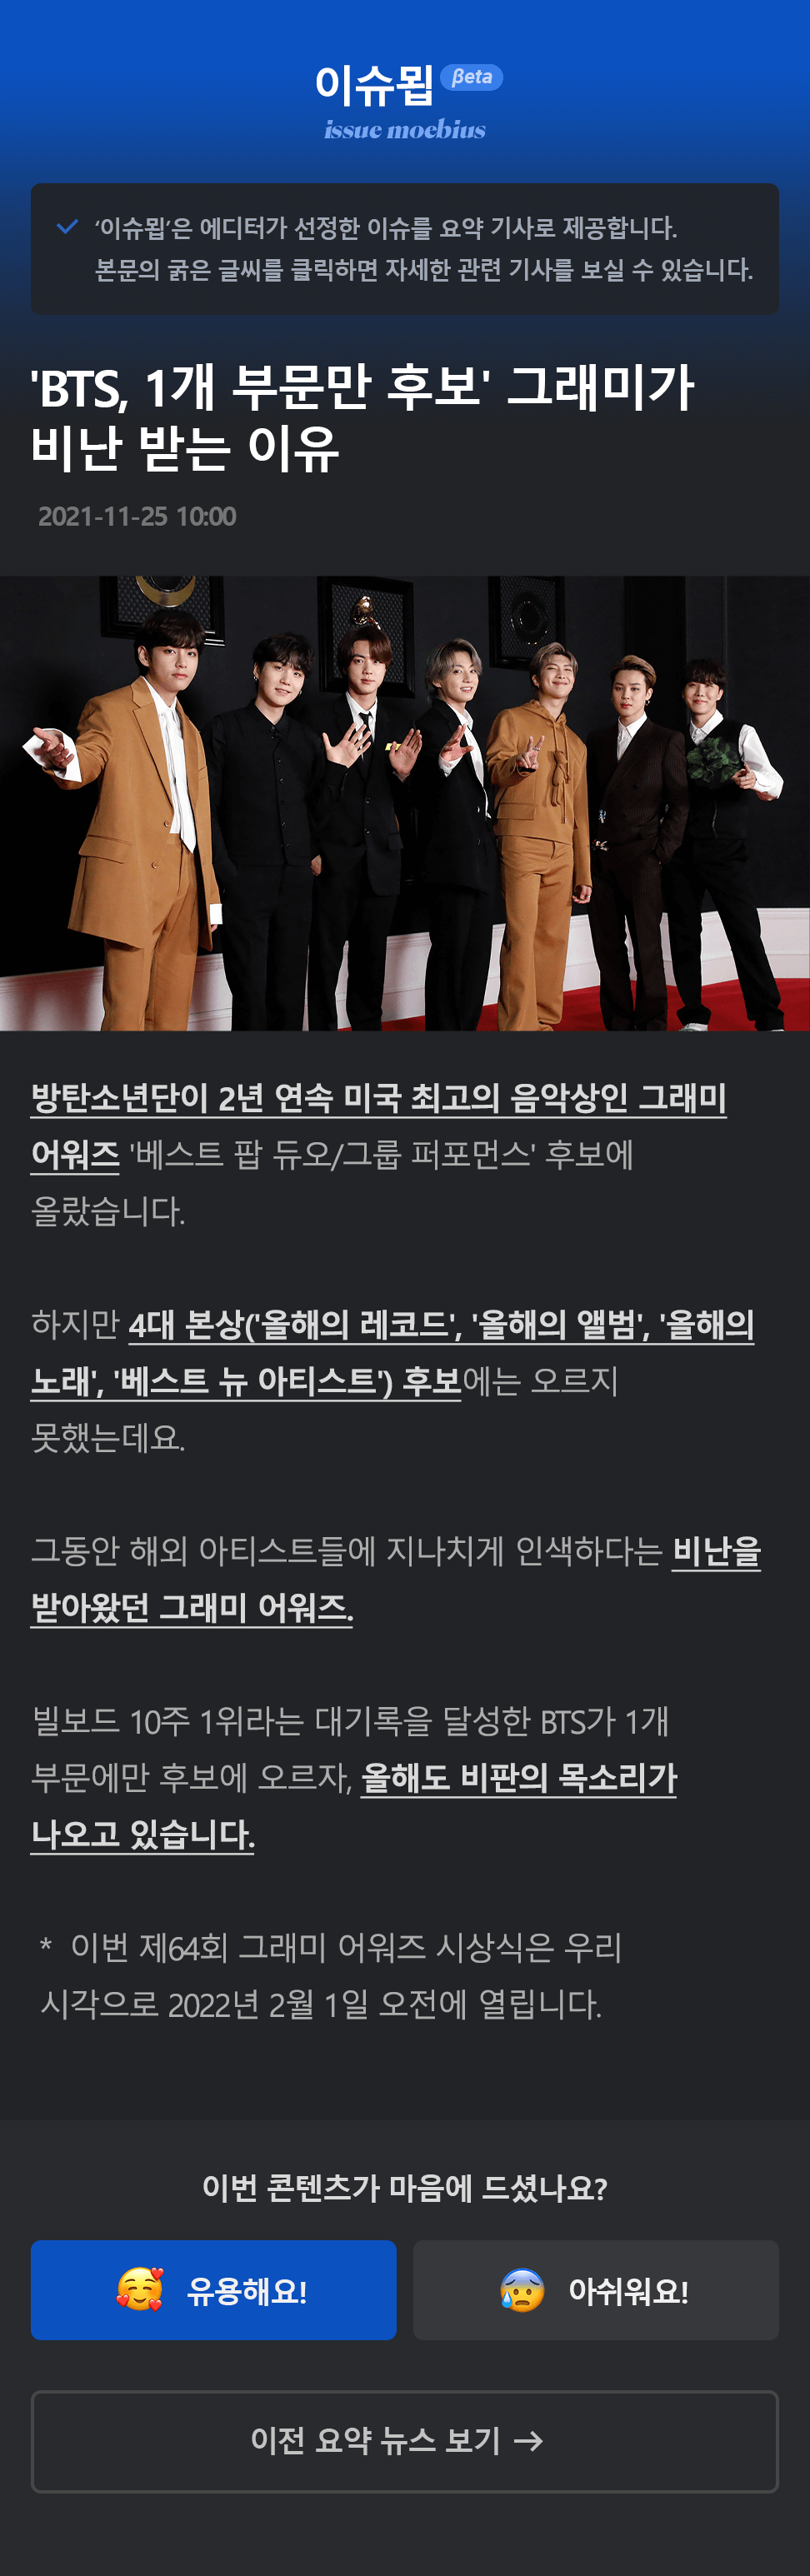 이슈묍 βeta
issue moebius
‘이슈묍’은 에디터가 선정한 이슈를 요약 기사로 제공합니다.
본문의 굵은 글씨를 클릭하면 자세한 관련 기사를 보실 수 있습니다.
'BTS, 1개 부문만 후보' 그래미가
비난 받는 이유
2021-11-25 10:00
방탄소년단이 2년 연속 미국 최고의 음악상인 그래미
어워즈 '베스트 팝 듀오/그룹 퍼포먼스' 후보에
올랐습니다.
하지만 4대 본상('올해의 레코드', '올해의 앨범', '올해의
노래', '베스트 뉴 아티스트') 후보에는 오르지
못했는데요.
그동안 해외 아티스트들에 지나치게 인색하다는 비난을
받아왔던 그래미 어워즈.
빌보드 10주 1위라는 대기록을 달성한 BTS가 1개
부문에만 후보에 오르자, 올해도 비판의 목소리가
나오고 있습니다.
* 이번 제64회 그래미 어워즈 시상식은 우리
시각으로 2022년 2월 1일 오전에 열립니다.
이번 콘텐츠가 마음에 드셨나요?
🥰 유용해요!
😰 아쉬워요!
이전 요약 뉴스 보기 →